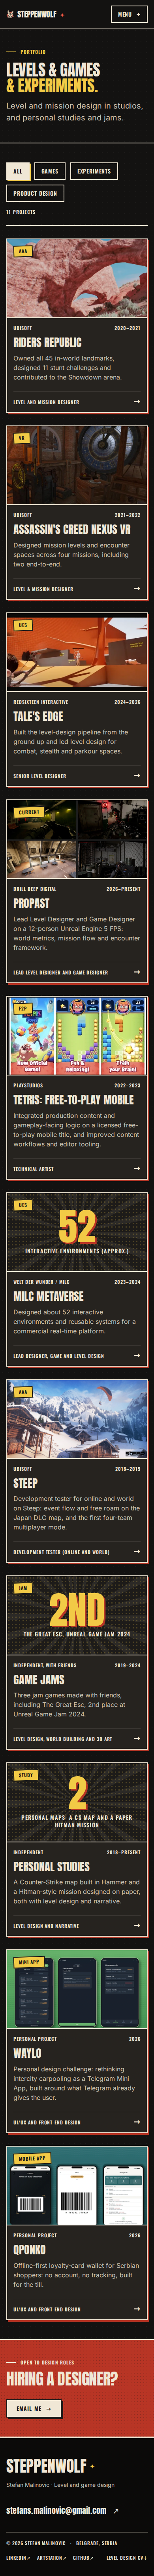 STEPPENWOLF
MENU +
PORTFOLIO
LEVELS & GAMES
& EXPERIMENTS.
Level and mission design in studios,
and personal studies and jams.
ALL
GAMES
EXPERIMENTS
PRODUCT DESIGN
11 PROJECTS
AAA
UBISOFT
2020–2021
RIDERS REPUBLIC
Owned all 45 in-world landmarks,
designed 11 stunt challenges and
contributed to the Showdown arena.
LEVEL AND MISSION DESIGNER →
VR
UBISOFT
2021–2022
ASSASSIN'S CREED NEXUS VR
Designed mission levels and encounter
spaces across four missions, including
two end-to-end.
LEVEL & MISSION DESIGNER →
UE5
REDSIXTEEN INTERACTIVE
2024–2026
TALE'S EDGE
Built the level-design pipeline from the
ground up and led level design for
combat, stealth and parkour spaces.
SENIOR LEVEL DESIGNER →
CURRENT
DRILL DEEP DIGITAL
2026–PRESENT
PROPAST
Lead Level Designer and Game Designer
on a 12-person Unreal Engine 5 FPS:
world metrics, mission flow and encounter
framework.
LEAD LEVEL DESIGNER AND GAME DESIGNER →
F2P
PLAYSTUDIOS
2022–2023
TETRIS: FREE-TO-PLAY MOBILE
Integrated production content and
gameplay-facing logic on a licensed free-
to-play mobile title, and improved content
workflows and editor tooling.
TECHNICAL ARTIST →
UE5
52
INTERACTIVE ENVIRONMENTS (APPROX.)
WELT DER WUNDER / MILC
2023–2024
MILC METAVERSE
Designed about 52 interactive
environments and reusable systems for a
commercial real-time platform.
LEAD DESIGNER, GAME AND LEVEL DESIGN →
AAA
UBISOFT
2018–2019
STEEP
Development tester for online and world
on Steep: event flow and free roam on the
Japan DLC map, and the first four-team
multiplayer mode.
DEVELOPMENT TESTER (ONLINE AND WORLD) →
JAM
2ND
THE GREAT ESC, UNREAL GAME JAM 2024
INDEPENDENT, WITH FRIENDS
2019–2024
GAME JAMS
Three jam games made with friends,
including The Great Esc, 2nd place at
Unreal Game Jam 2024.
LEVEL DESIGN, WORLD BUILDING AND 3D ART →
STUDY
2
PERSONAL MAPS: A CS MAP AND A PAPER
HITMAN MISSION
INDEPENDENT
2018–PRESENT
PERSONAL STUDIES
A Counter-Strike map built in Hammer and
a Hitman-style mission designed on paper,
both with level design and narrative.
LEVEL DESIGN AND NARRATIVE →
MINI APP
PERSONAL PROJECT
2026
WAYLO
Personal design challenge: rethinking
intercity carpooling as a Telegram Mini
App, built around what Telegram already
gives the user.
UI/UX AND FRONT-END DESIGN →
MOBILE APP
PERSONAL PROJECT
2026
QPONKO
Offline-first loyalty-card wallet for Serbian
shoppers: no account, no tracking, built
for the till.
UI/UX AND FRONT-END DESIGN →
OPEN TO DESIGN ROLES
HIRING A DESIGNER?
EMAIL ME →
STEPPENWOLF
Stefan Malinovic · Level and game design
stefans.malinovic@gmail.com ↗
© 2026 STEFAN MALINOVIC · BELGRADE, SERBIA
LINKEDIN↗ ARTSTATION↗ GITHUB↗ LEVEL DESIGN CV↓